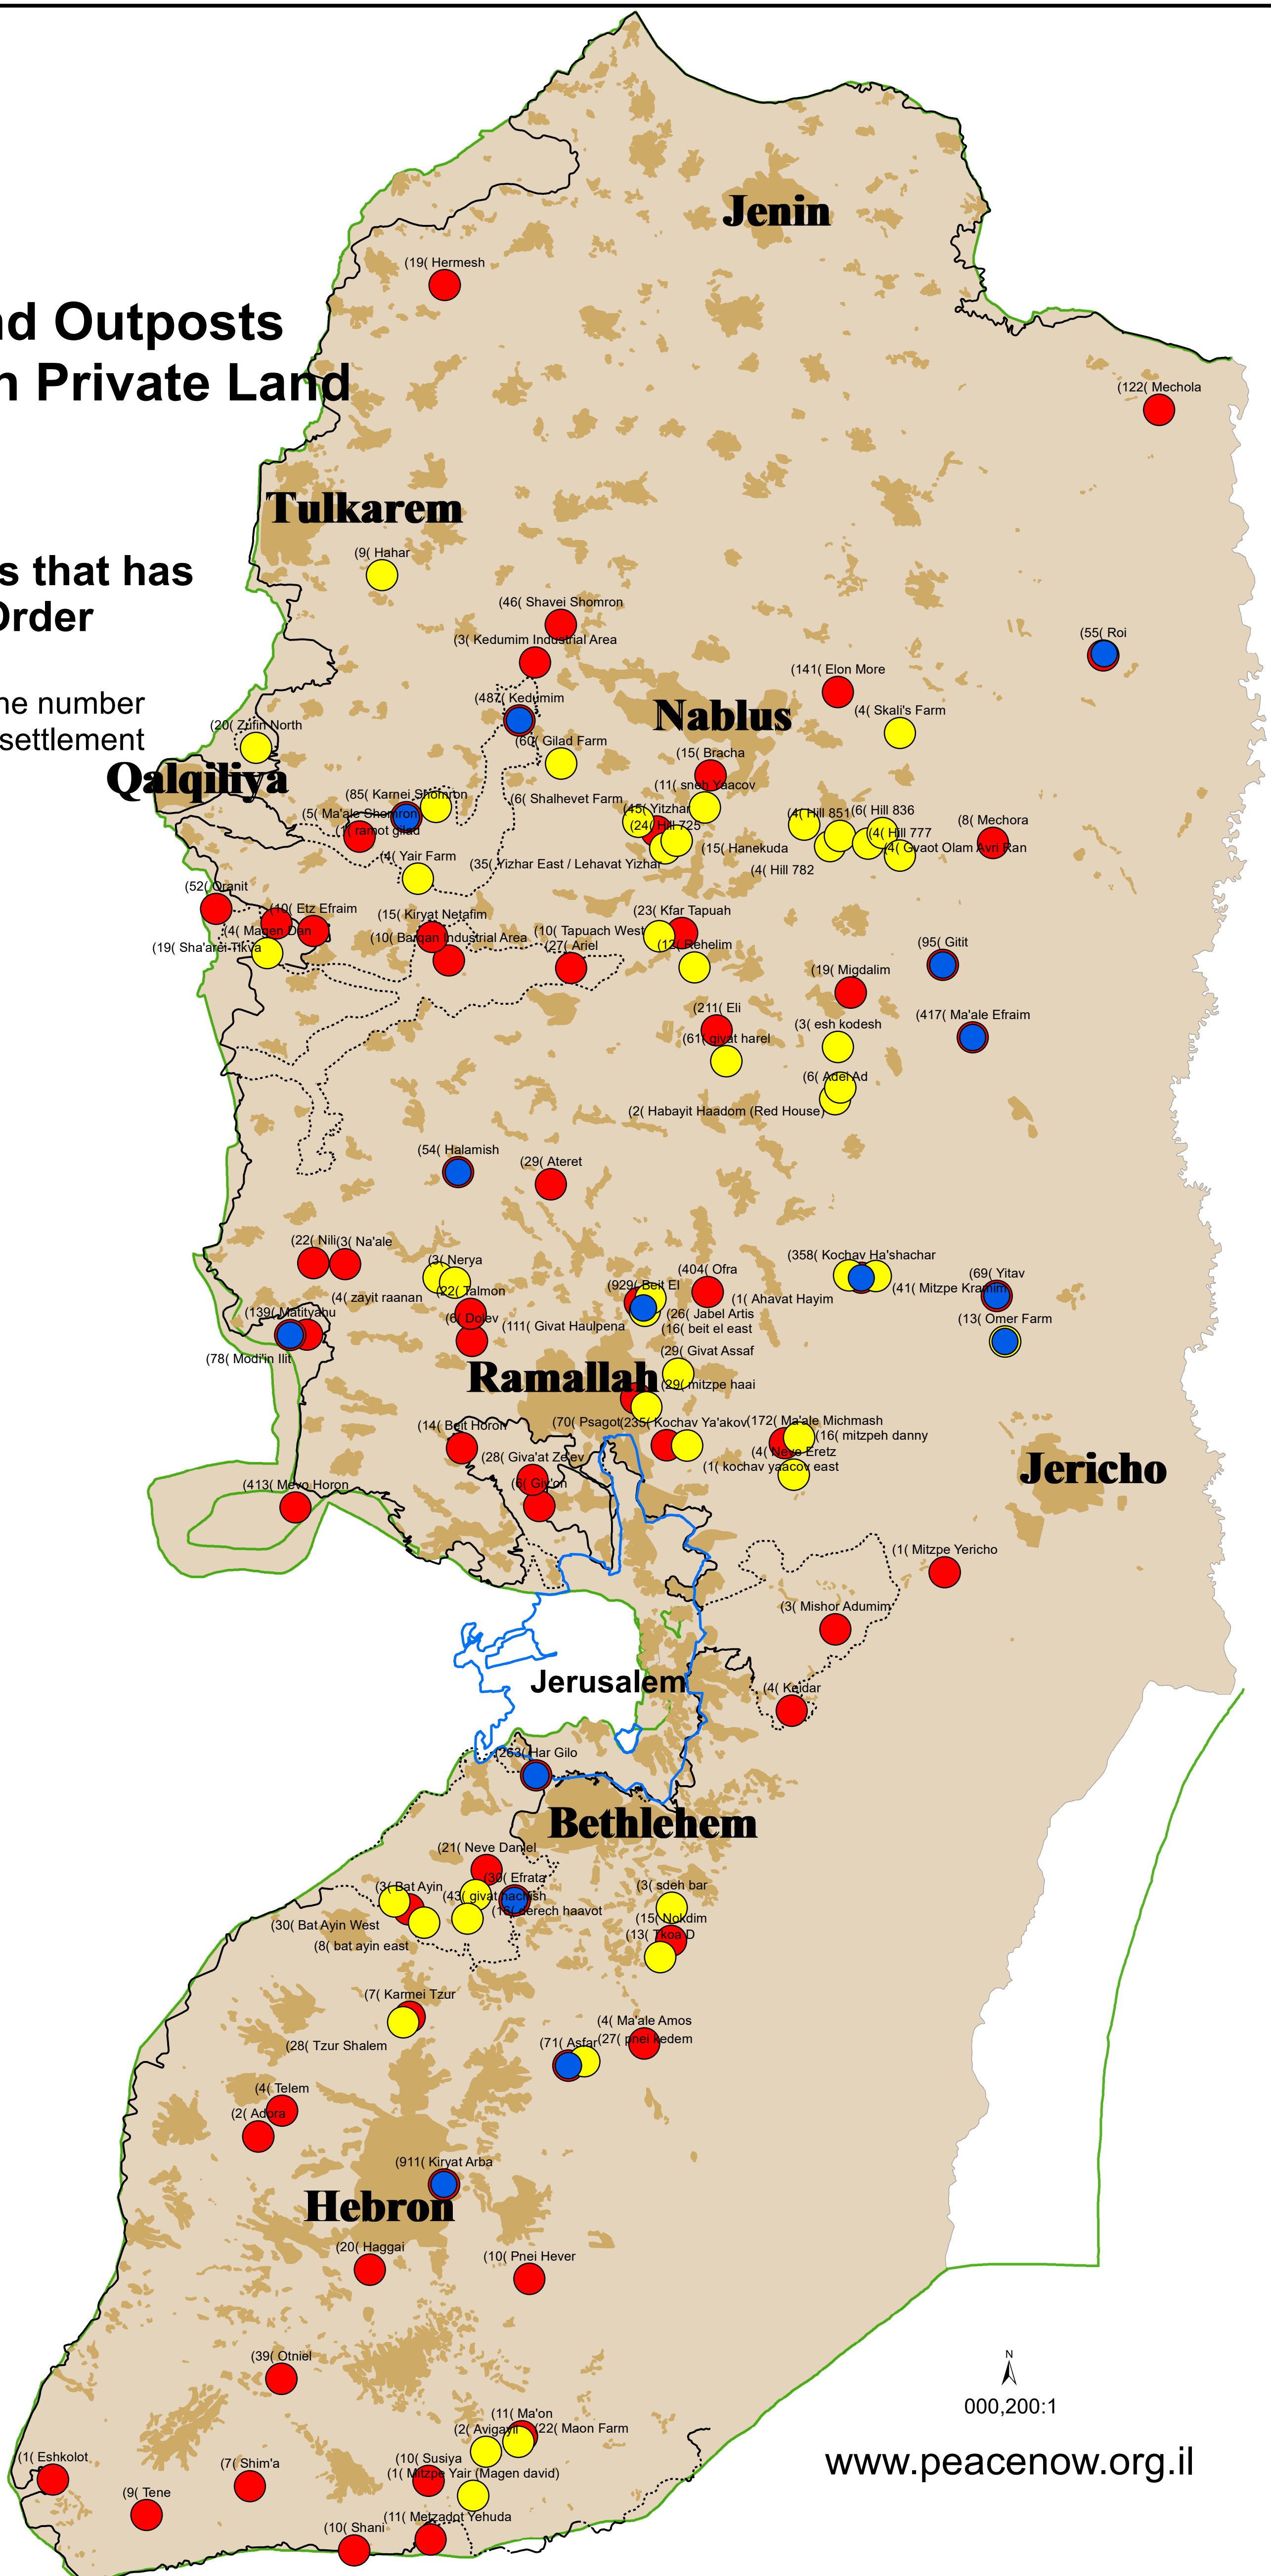 Jenin
(19( Hermesh
nd Outposts
n Private Land
(122( Mechola
Tulkarem
(9( Hahar
s that has
Order
(46( Shavei Shomron
(3( Kedumim Industrial Area
(55( Roi
(141( Elon More
ne number
settlement
(487( Kedumim
Nablus
(4( Skali's Farm
(20( Zufin North
(60( Gilad Farm
(15( Bracha
Qalqiliya
(11( sneh Yaacov
(85( Karnei Shomron
(6( Shalhevet Farm
(45( Yitzhar
(5( Ma'ale Shomron
(4( Hill 851
(6( Hill 836
(8( Mechora
(1( ramot gilad
(24( Hill 725
(4( Hill 777
(15( Hanekuda
(4( Gvaot Olam Avri Ran
(4( Yair Farm
(35( Yizhar East / Lehavat Yizhar
(4( Hill 782
(52( Oranit
(10( Etz Efraim
(15( Kiryat Netafim
(23( Kfar Tapuah
(4( Magen Dan
(10( Barqan Industrial Area
(10( Tapuach West
(19( Sha'arei Tikva
(27( Ariel
(12( Rehelim
(95( Gitit
(19( Migdalim
(211( Eli
(417( Ma'ale Efraim
(3( esh kodesh
(61( givat harel
(6( Adei Ad
(2( Habayit Haadom (Red House)
(54( Halamish
(29( Ateret
(22( Nili
(3( Na'ale
(3( Nerya
(358( Kochav Ha'shachar
(404( Ofra
(69( Yitav
(929( Beit El
(41( Mitzpe Kramim
(4( zayit raanan
(22( Talmon
(1( Ahavat Hayim
(139( Matityahu
(26( Jabel Artis
(6( Dolev
(111( Givat Haulpena
(16( beit el east
(13( Omer Farm
(78( Modi'in Ilit
(29( Givat Assaf
Ramallah
(29( mitzpe haai
(14( Beit Horon
(70( Psagot
(235( Kochav Ya'akov
(172( Ma'ale Michmash
(16( mitzpeh danny
(28( Giva'at Ze'ev
(4( Neve Eretz
(1( kochav yaacov east
Jericho
(413( Mevo Horon
(6( Giv'on
(1( Mitzpe Yericho
(3( Mishor Adumim
Jerusalem
(4( Keidar
(263( Har Gilo
Bethlehem
(21( Neve Daniel
(30( Efrata
(3( Bat Ayin
(3( sdeh bar
(43( givat hachish
(16( derech haavot
(30( Bat Ayin West
(15( Nokdim
(8( bat ayin east
(13( Tkoa D
(7( Karmei Tzur
(4( Ma'ale Amos
(28( Tzur Shalem
(71( Asfar
(27( pnei kedem
(4( Telem
(2( Adora
(911( Kiryat Arba
Hebron
(20( Haggai
(10( Pnei Hever
(39( Otniel
N
000,200:1
(11( Ma'on
(2( Avigayil
(22( Maon Farm
www.peacenow.org.il
(1( Eshkolot
(7( Shim'a
(10( Susiya
(1( Mitzpe Yair (Magen david)
(9( Tene
(11( Metzadot Yehuda
(10( Shani